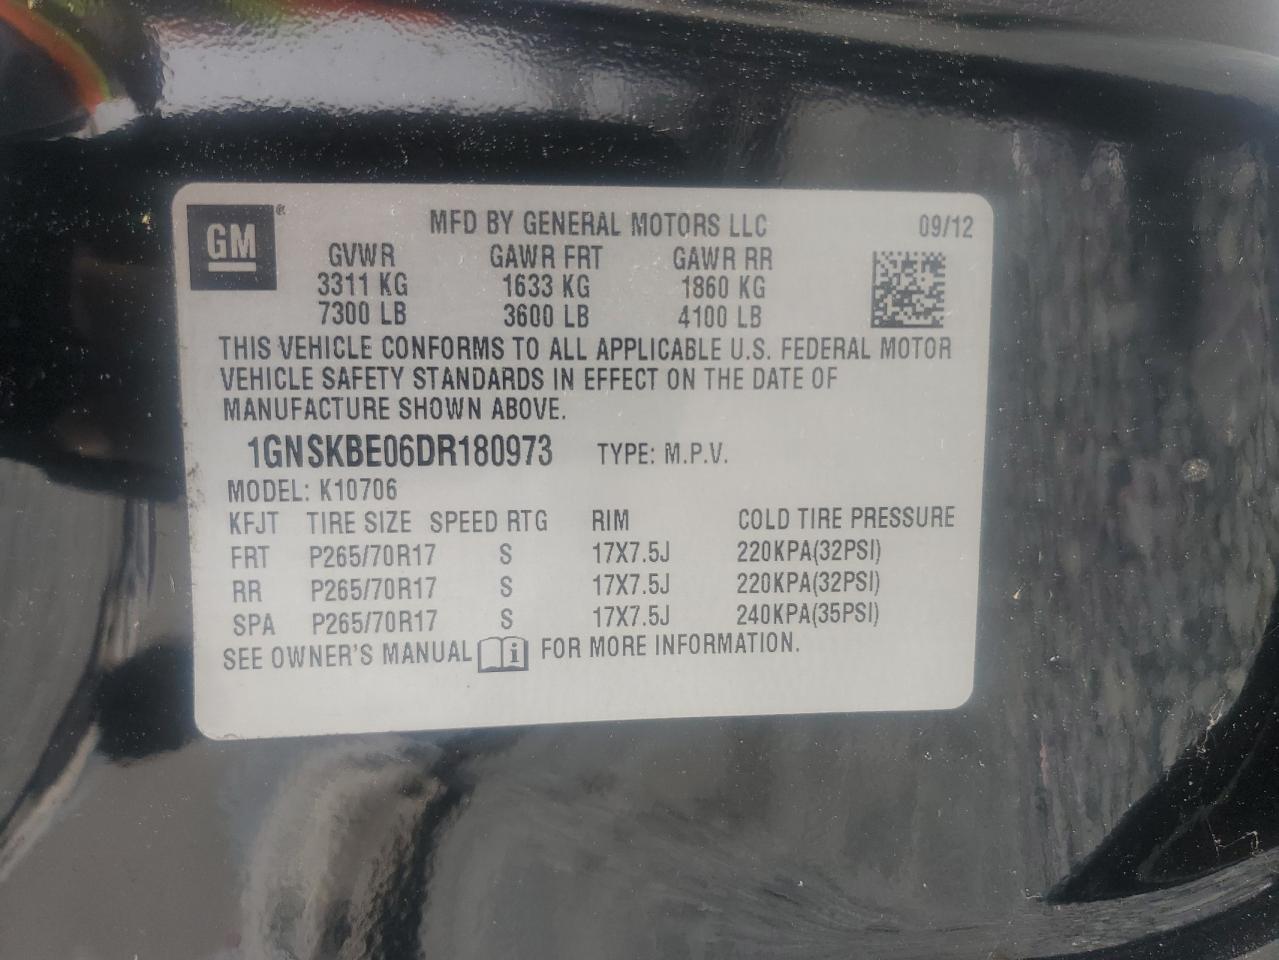 GM® MFD BY GENERAL MOTORS LLC 09/12
GVWR GAWR FRT GAWR RR
3311 KG 1633 KG 1860 KG
7300 LB 3600 LB 4100 LB
THIS VEHICLE CONFORMS TO ALL APPLICABLE U.S. FEDERAL MOTOR
VEHICLE SAFETY STANDARDS IN EFFECT ON THE DATE OF
MANUFACTURE SHOWN ABOVE.
1GNSKBE06DR180973 TYPE: M.P.V.
MODEL: K10706
KFJT TIRE SIZE SPEED RTG RIM COLD TIRE PRESSURE
FRT P265/70R17 S 17X7.5J 220KPA(32PSI)
RR P265/70R17 S 17X7.5J 220KPA(32PSI)
SPA P265/70R17 S 17X7.5J 240KPA(35PSI)
SEE OWNER'S MANUAL i FOR MORE INFORMATION.